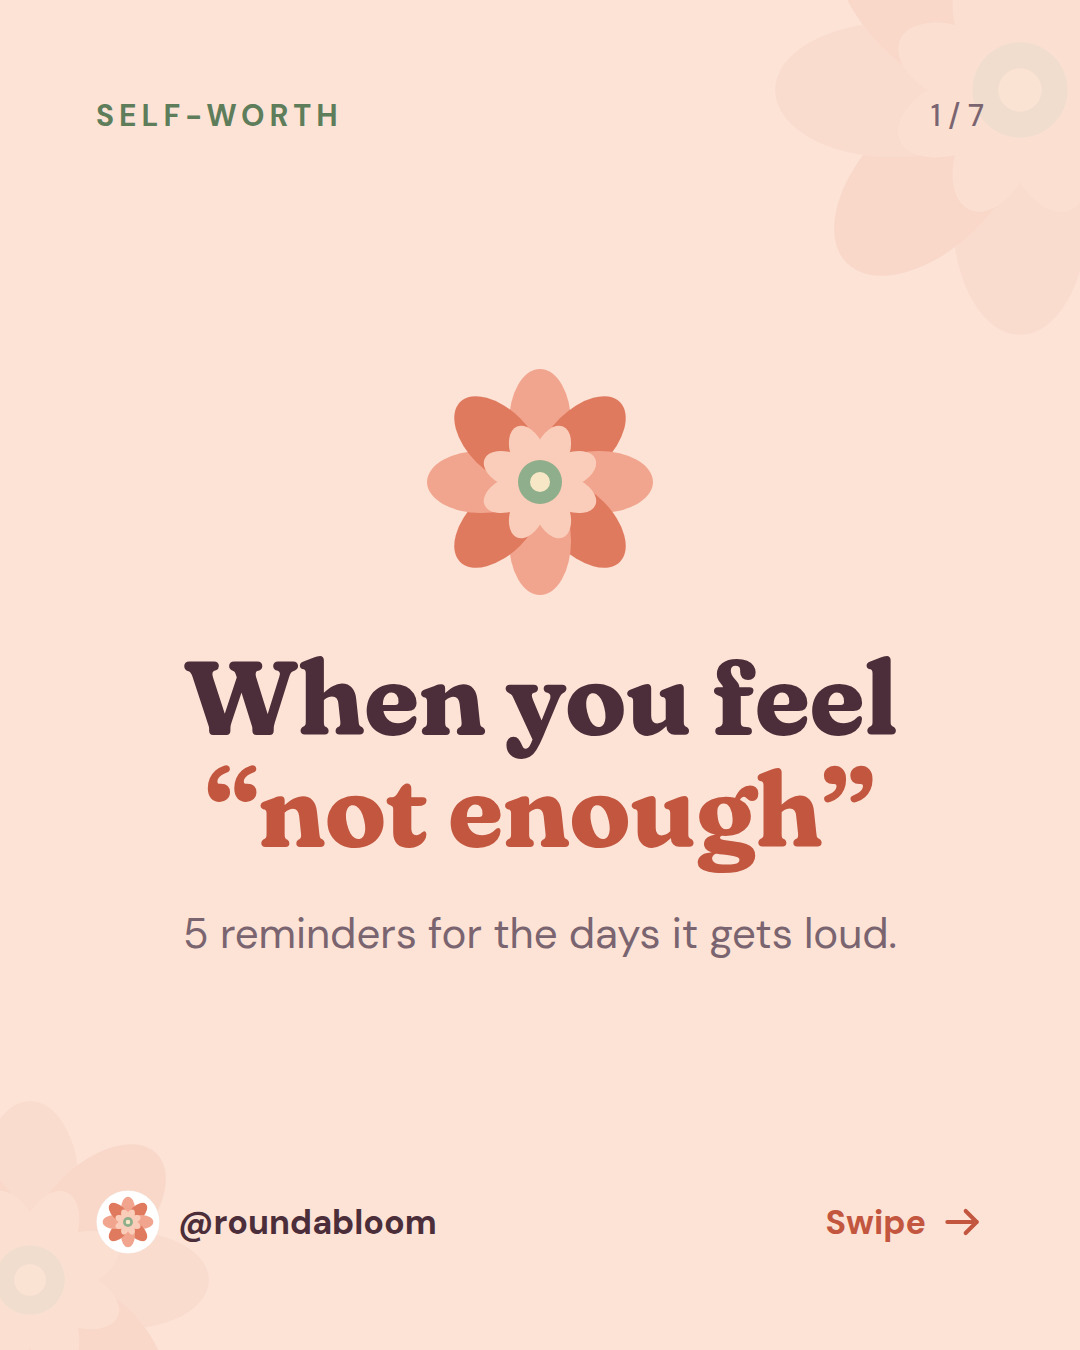 SELF-WORTH
1 / 7
When you feel
“not enough”
5 reminders for the days it gets loud.
@roundabloom
Swipe →